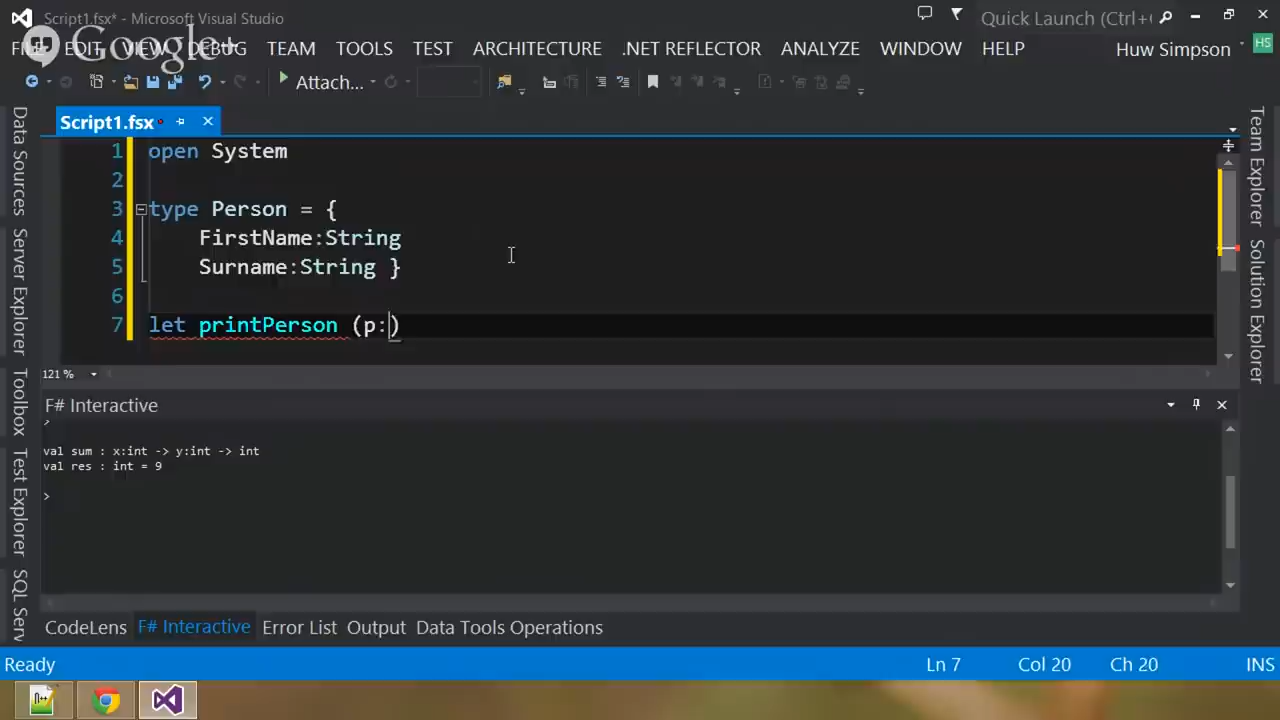 Script1.fsx* - Microsoft Visual Studio
Quick Launch (Ctrl+
Google+
FILE EDIT VIEW DEBUG TEAM TOOLS TEST ARCHITECTURE .NET REFLECTOR ANALYZE WINDOW HELP Huw Simpson HS
Attach...
Script1.fsx
Data Sources
Server Explorer
Toolbox
Test Explorer
SQL Serv
1 open System
2
3 type Person = {
4 FirstName:String
5 Surname:String }
6
7 let printPerson (p:)
Team Explorer
Solution Explorer
121 %
F# Interactive
>
val sum : x:int -> y:int -> int
val res : int = 9
>
CodeLens F# Interactive Error List Output Data Tools Operations
Ready Ln 7 Col 20 Ch 20 INS